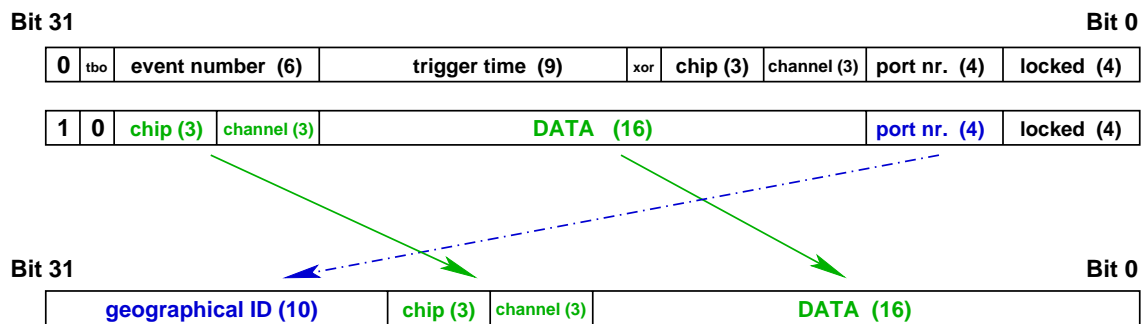 Bit 31 Bit 0
0 tbo event number (6) trigger time (9) xor chip (3) channel (3) port nr. (4) locked (4)
1 0 chip (3) channel (3) DATA (16) port nr. (4) locked (4)
Bit 31 Bit 0
geographical ID (10) chip (3) channel (3) DATA (16)